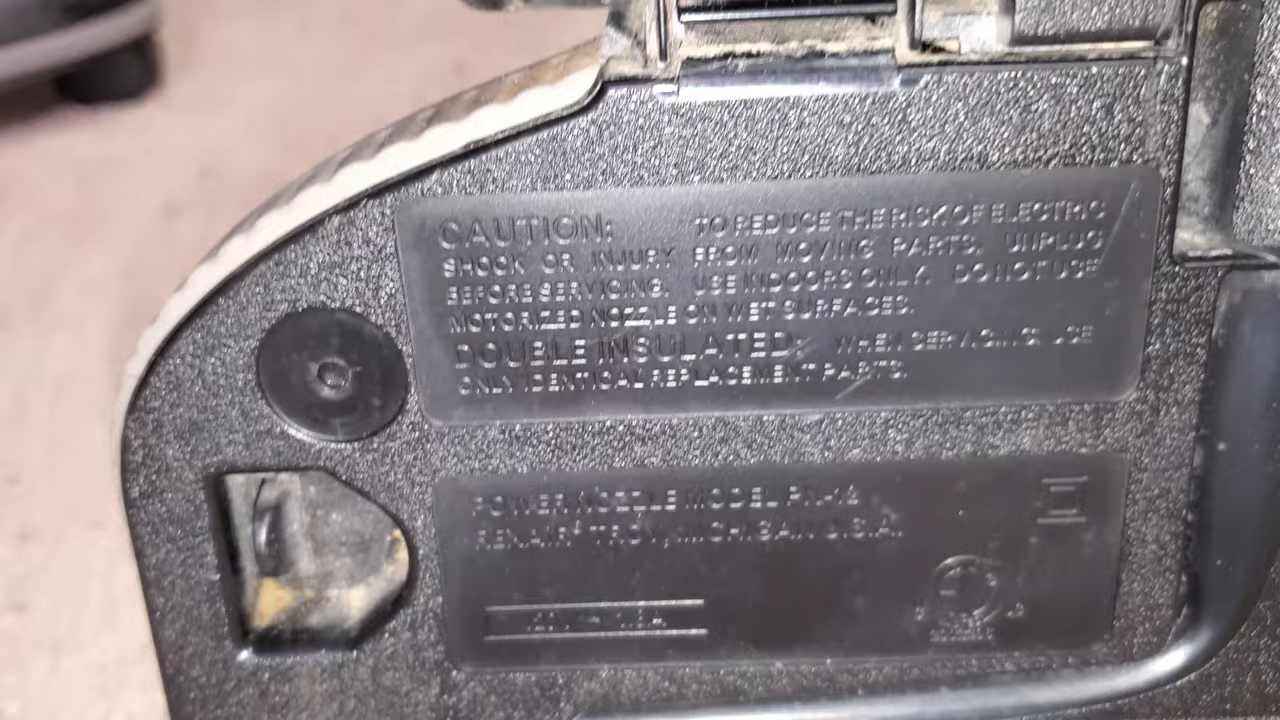 CAUTION: TO REDUCE THE RISK OF ELECTRIC
SHOCK OR INJURY FROM MOVING PARTS, UNPLUG
BEFORE SERVICING. USE INDOORS ONLY. DO NOT USE
MOTORIZED NOZZLE ON WET SURFACES.
DOUBLE INSULATED: WHEN SERVICING USE
ONLY IDENTICAL REPLACEMENT PARTS.
POWER NOZZLE MODEL
TROY, MICHIGAN U.S.A.